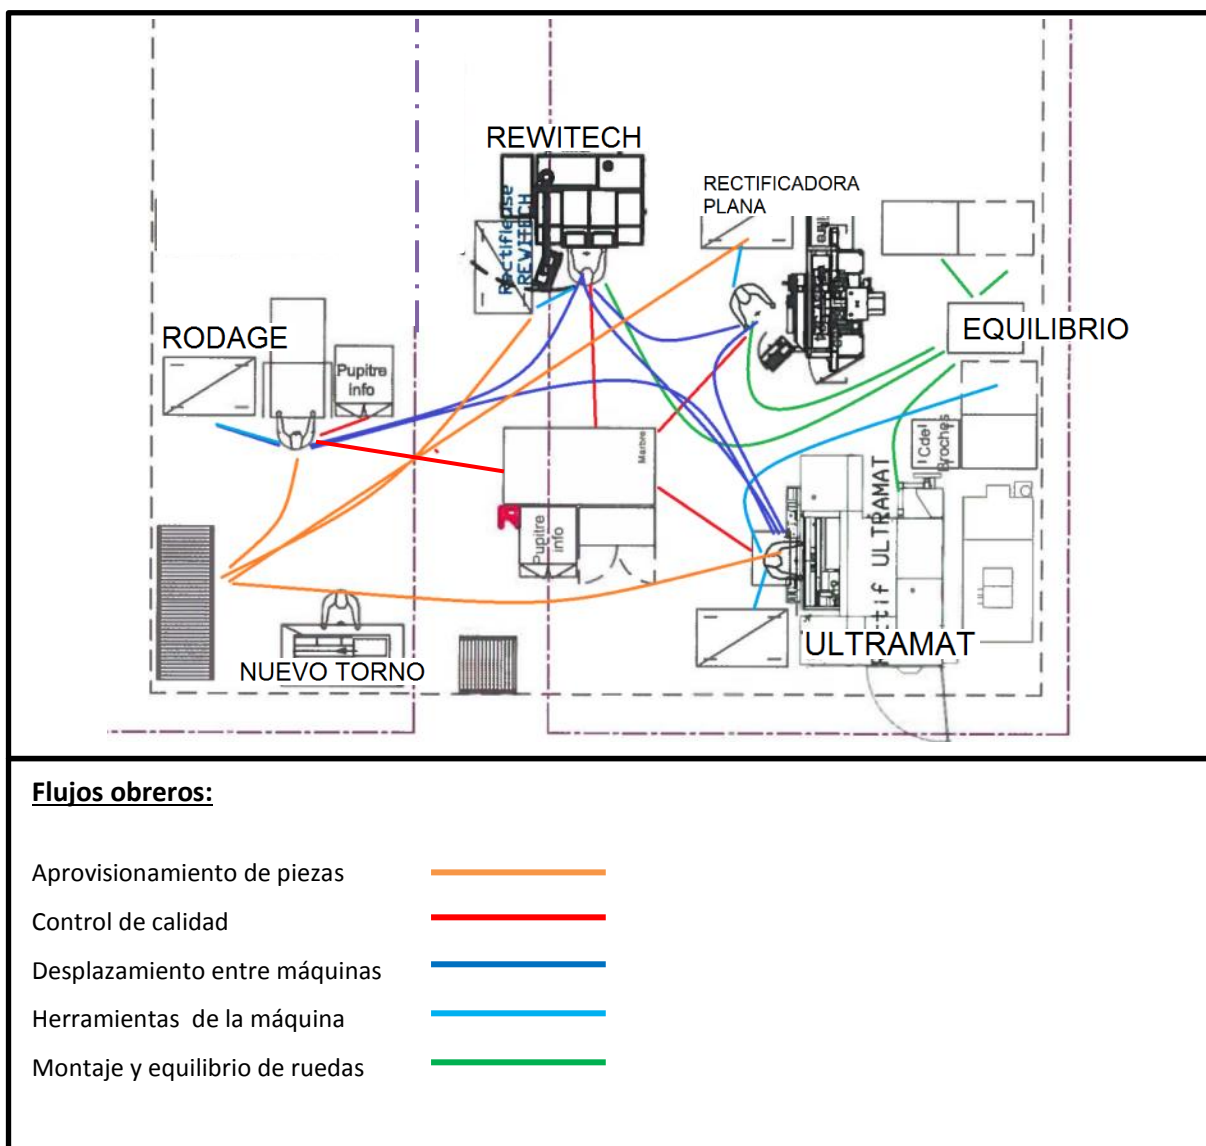 REWITECH
RECTIFICADORA
PLANA
Rectifieuse
REWITECH
RODAGE
EQUILIBRIO
Pupitre
info
Marbre
Cde
Broches
Pupitre
info
ULTRAMAT
ULTRAMAT
NUEVO TORNO
Flujos obreros:
Aprovisionamiento de piezas
Control de calidad
Desplazamiento entre máquinas
Herramientas de la máquina
Montaje y equilibrio de ruedas